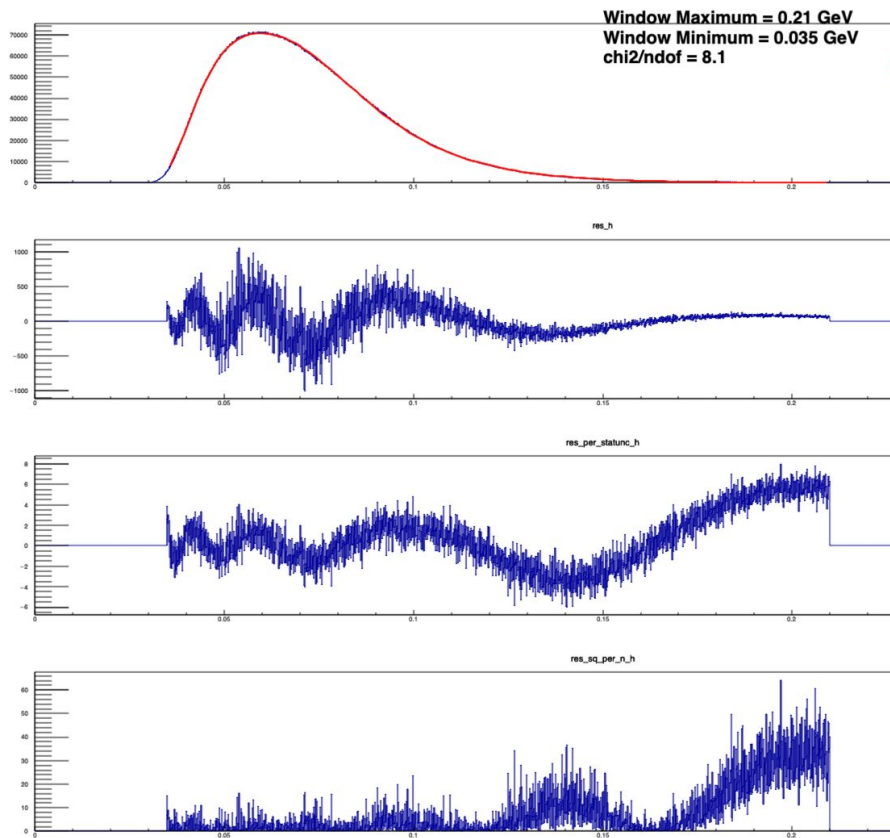 Window Maximum = 0.21 GeV
Window Minimum = 0.035 GeV
chi2/ndof = 8.1
70000
60000
50000
40000
30000
20000
10000
0
0 0.05 0.1 0.15 0.2
res_h
1000
500
0
−500
−1000
0 0.05 0.1 0.15 0.2
res_per_statunc_h
8
6
4
2
0
−2
−4
−6
0 0.05 0.1 0.15 0.2
res_sq_per_n_h
60
50
40
30
20
10
0
0 0.05 0.1 0.15 0.2